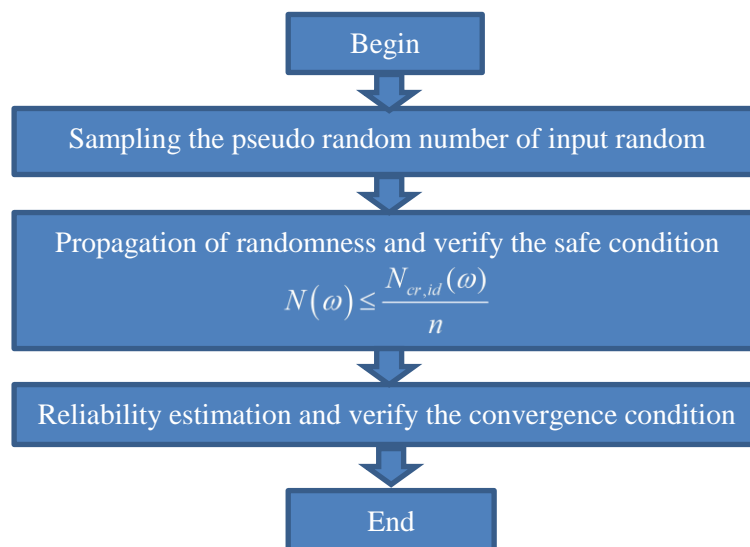 Begin
Sampling the pseudo random number of input random
Propagation of randomness and verify the safe condition
N(ω) ≤ N_{cr,id}(ω) / n
Reliability estimation and verify the convergence condition
End